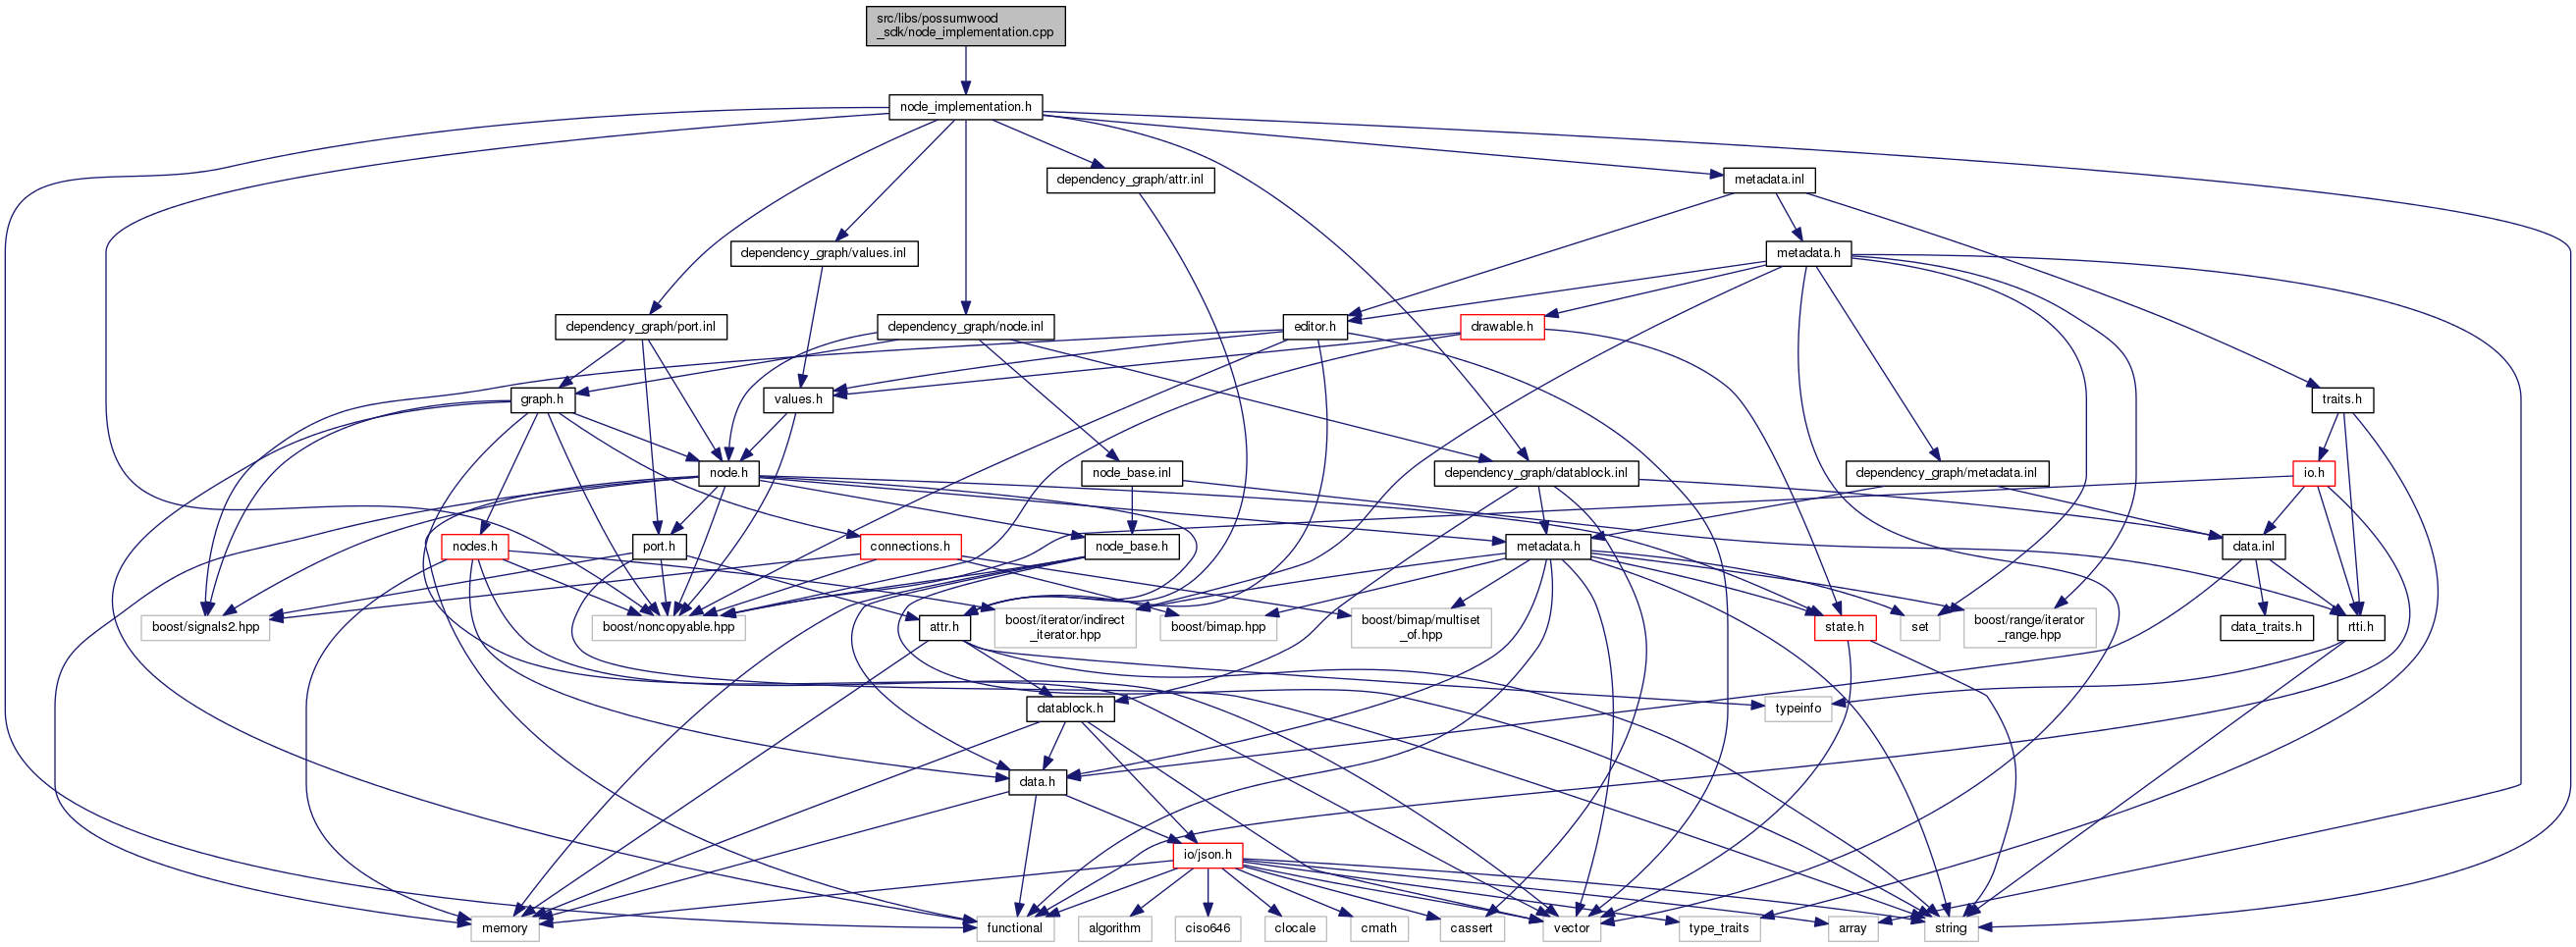 src/libs/possumwood
_sdk/node_implementation.cpp
node_implementation.h
dependency_graph/attr.inl
metadata.inl
dependency_graph/values.inl
metadata.h
dependency_graph/port.inl
dependency_graph/node.inl
editor.h
drawable.h
graph.h
values.h
traits.h
node.h
node_base.inl
dependency_graph/datablock.inl
dependency_graph/metadata.inl
io.h
nodes.h
port.h
connections.h
node_base.h
metadata.h
data.inl
boost/signals2.hpp
boost/noncopyable.hpp
attr.h
boost/iterator/indirect
_iterator.hpp
boost/bimap.hpp
boost/bimap/multiset
_of.hpp
state.h
set
boost/range/iterator
_range.hpp
data_traits.h
rtti.h
datablock.h
typeinfo
data.h
io/json.h
memory
functional
algorithm
ciso646
clocale
cmath
cassert
vector
type_traits
array
string